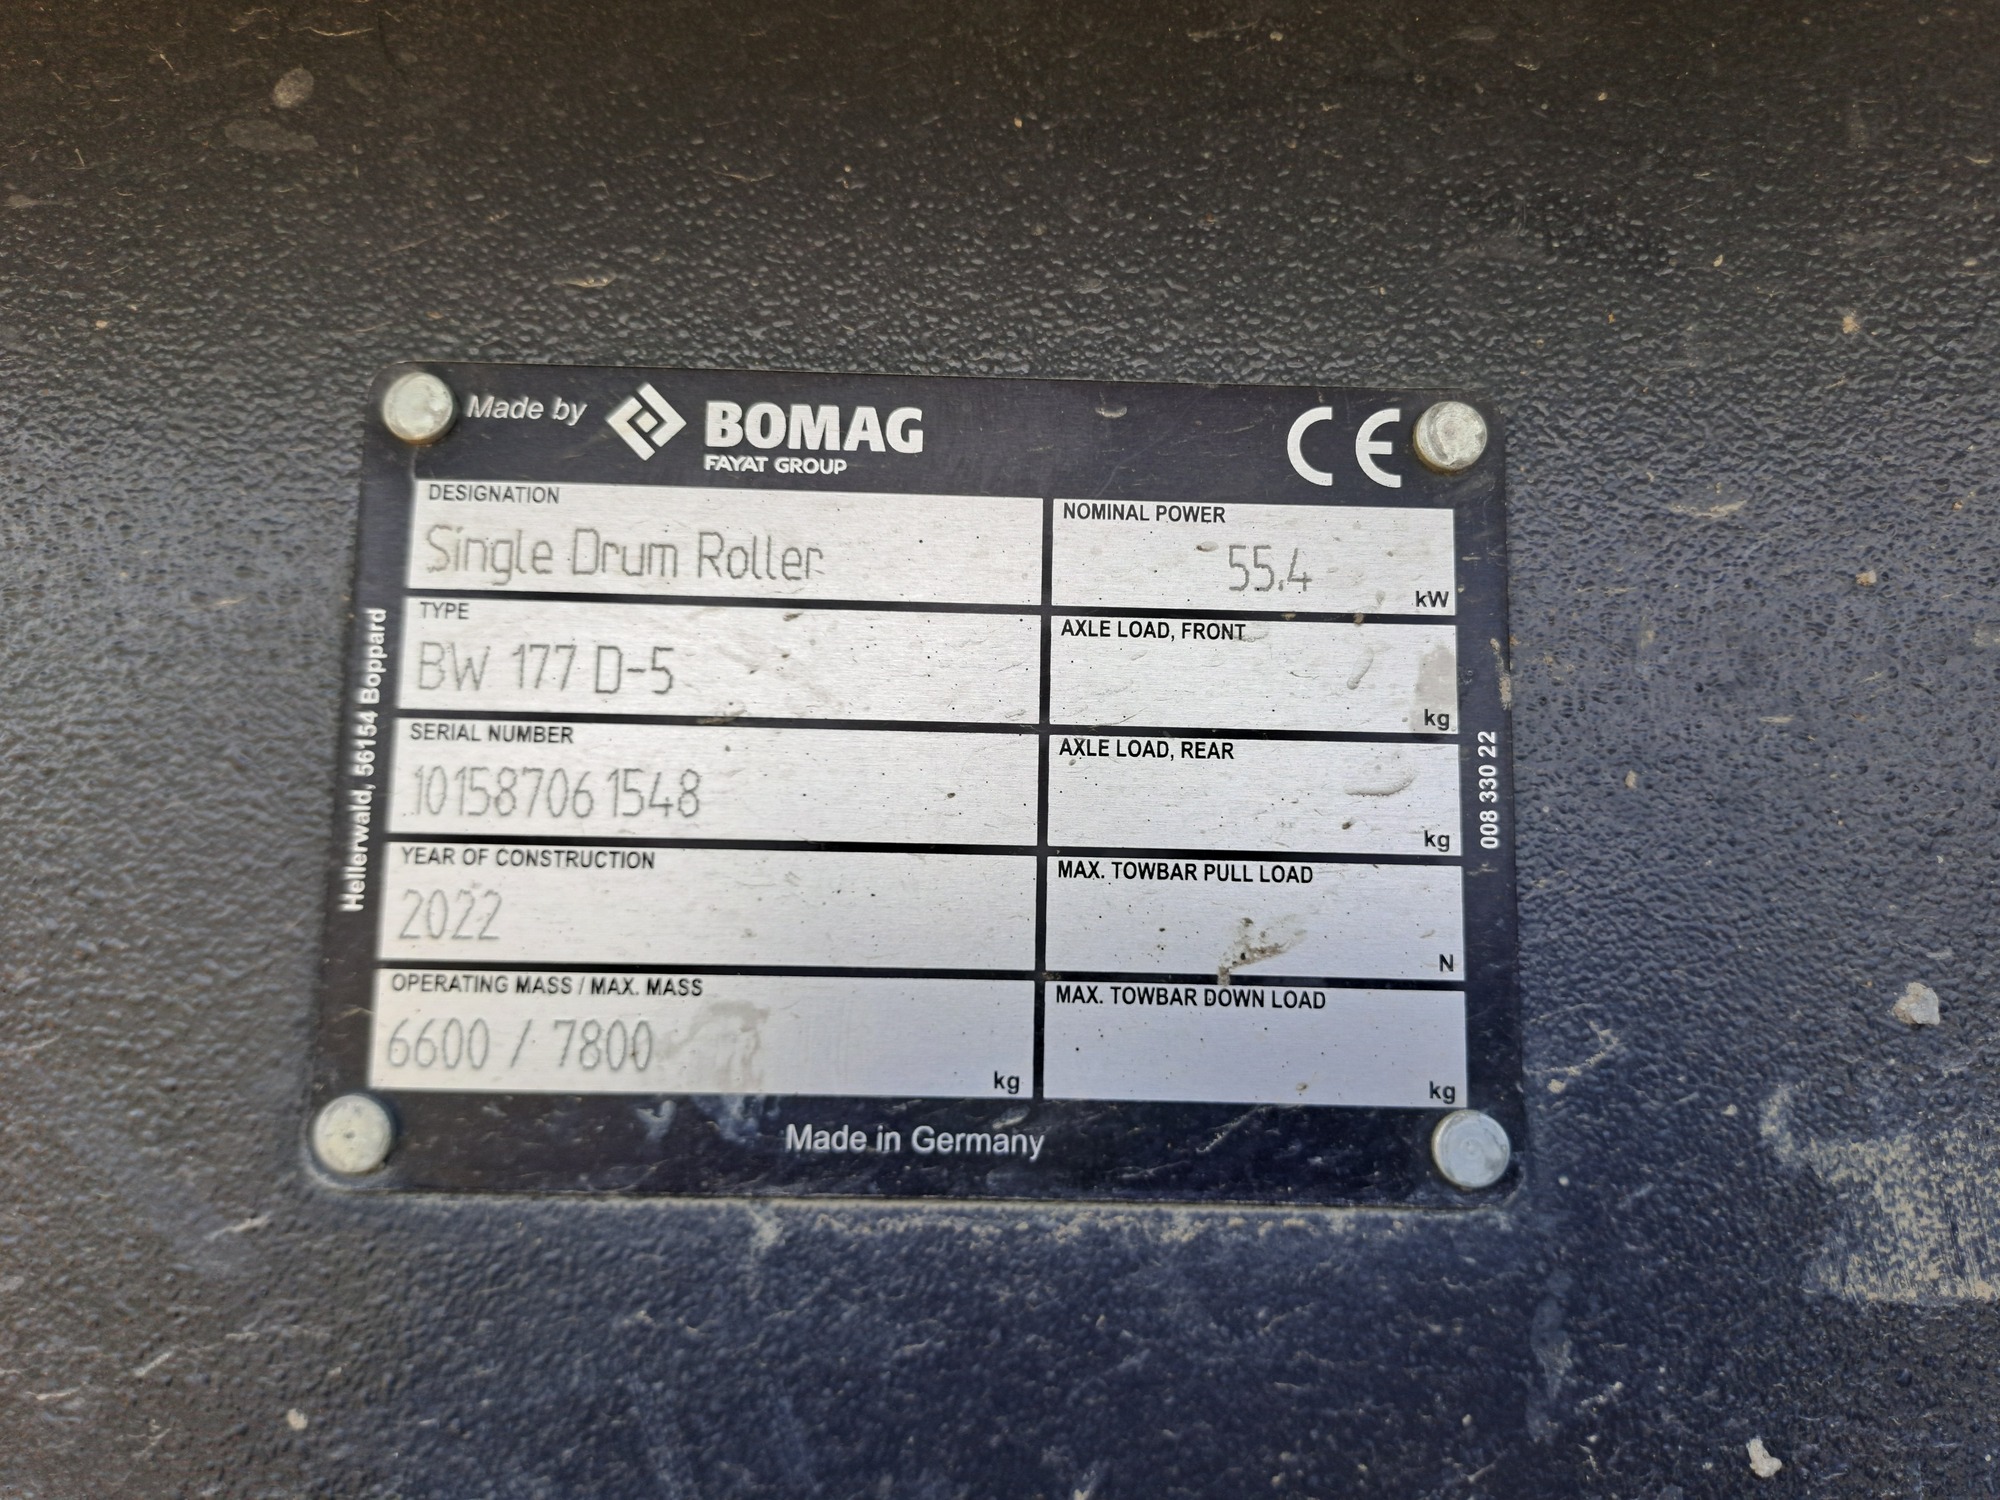 Made by BOMAG
FAYAT GROUP
CE
DESIGNATION
Single Drum Roller
NOMINAL POWER
55.4
kW
TYPE
BW 177 D-5
AXLE LOAD, FRONT
kg
SERIAL NUMBER
101587061548
AXLE LOAD, REAR
kg
YEAR OF CONSTRUCTION
2022
MAX. TOWBAR PULL LOAD
N
OPERATING MASS / MAX. MASS
6600 / 7800
kg
MAX. TOWBAR DOWN LOAD
kg
Made in Germany
Hellerwald, 56154 Boppard
008 330 22